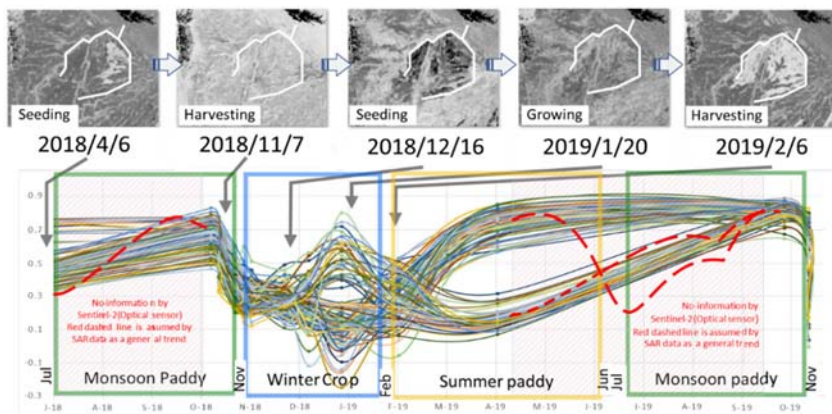 Seeding
Harvesting
Seeding
Growing
Harvesting
2018/4/6
2018/11/7
2018/12/16
2019/1/20
2019/2/6
0.9
0.7
0.5
0.3
0.1
-0.1
-0.3
No-information by
Sentinel-2(Optical sensor)
Red dashed line is asumed by
SAR data as a general trend
No-information by
Sentinel-2(Optical sensor)
Red dashed line is assumed by
SAR data as a general trend
Jul
Monsoon Paddy
Nov
Winter Crop
Feb
Summer paddy
Jun
Jul
Monsoon paddy
Nov
J-18
A-18
S-18
O-18
N-18
D-18
J-19
F-19
M-19
A-19
M-19
J-19
J-19
A-19
S-19
O-19